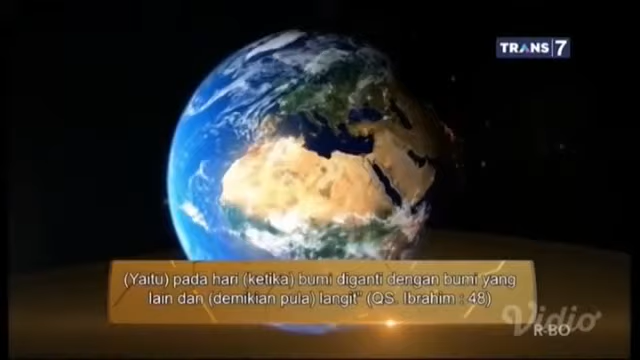 TRANS 7
(Yaitu) pada hari (ketika) bumi diganti dengan bumi yang
lain dan (demikian pula) langit" (QS. Ibrahim : 48)
Vidio
R-BO